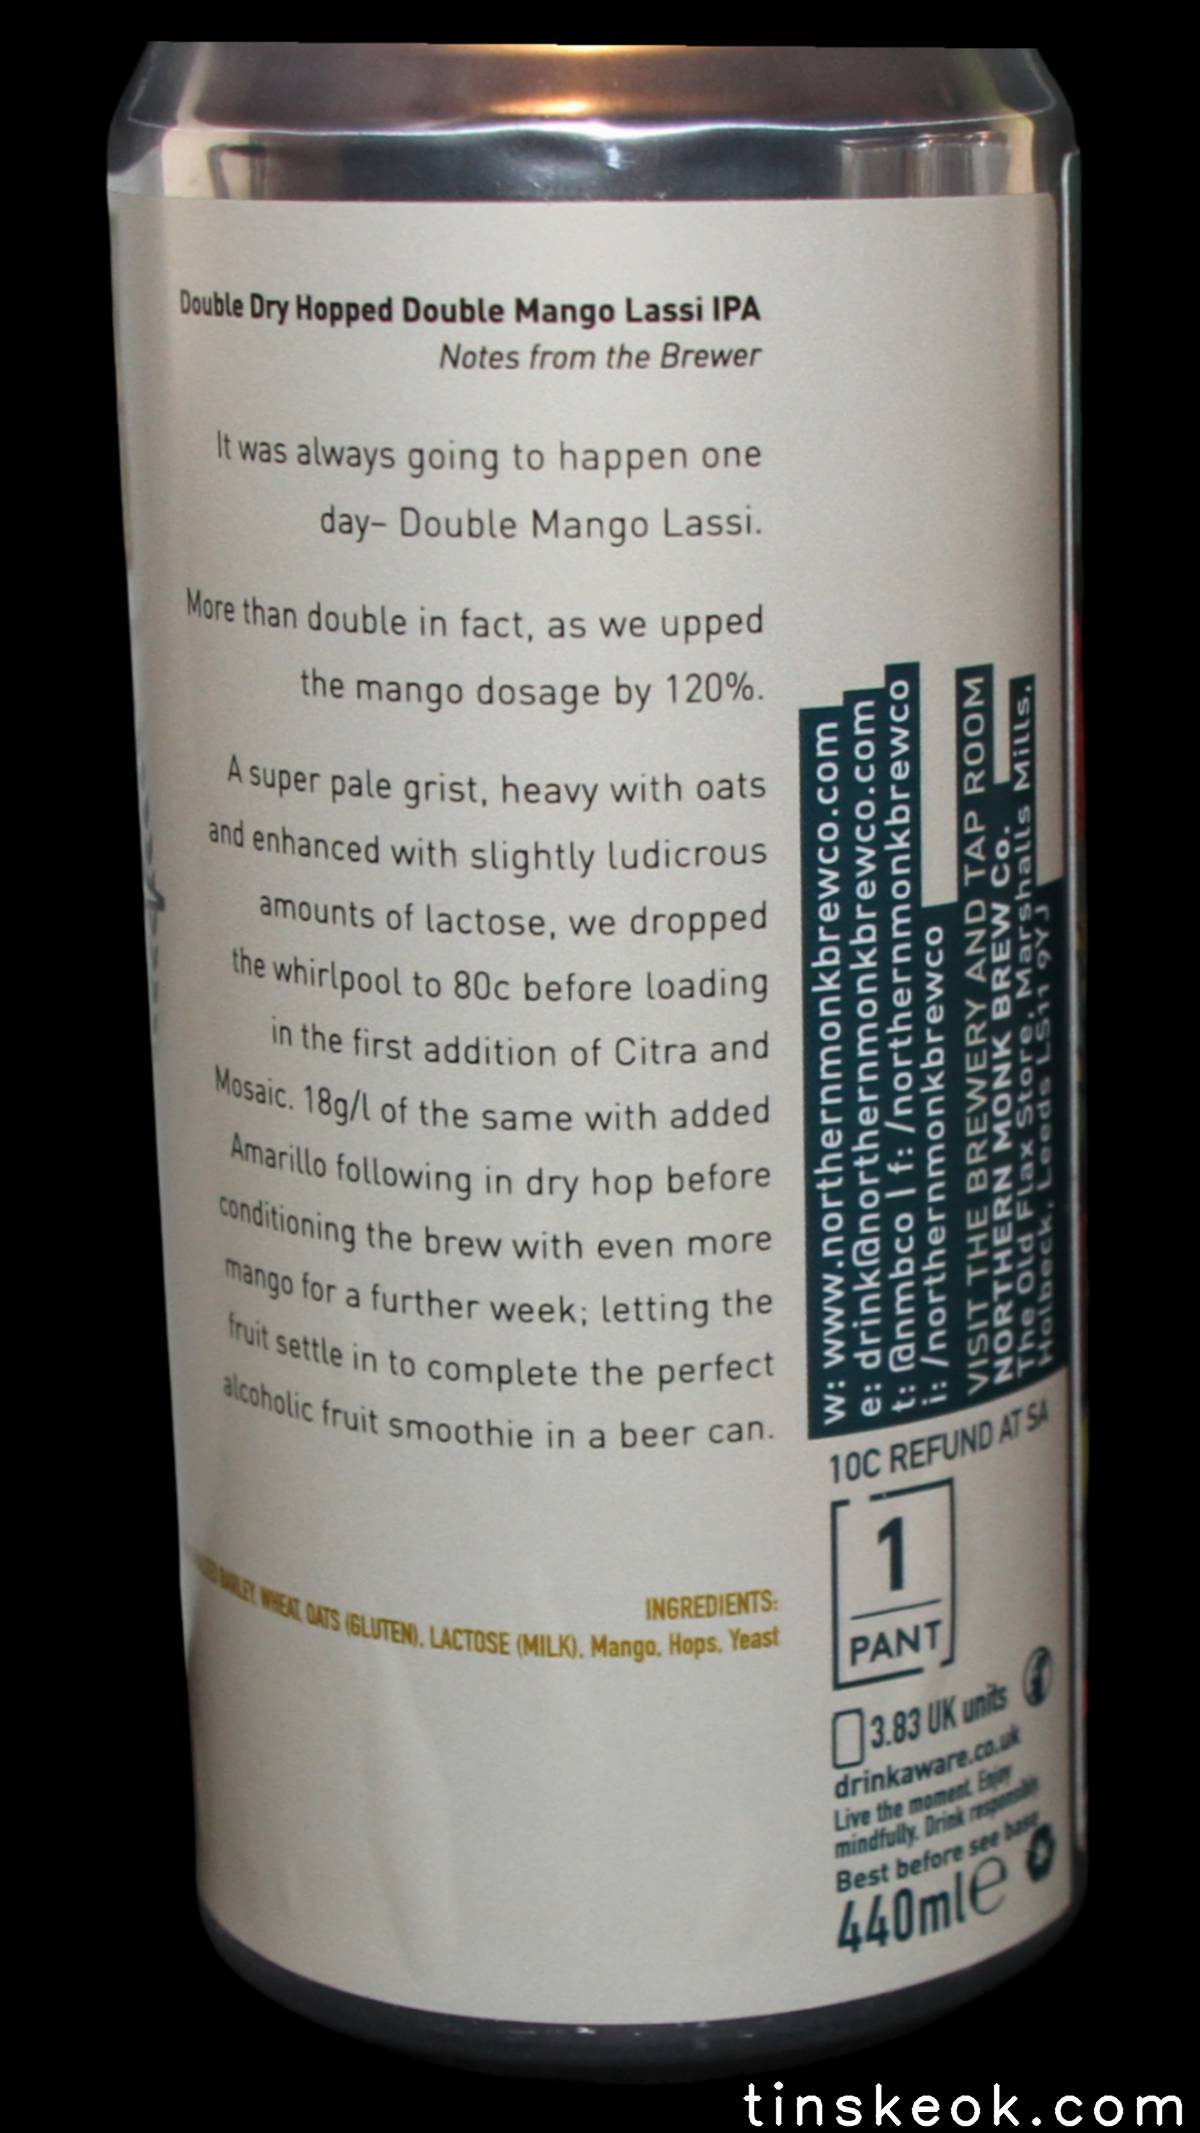 Double Dry Hopped Double Mango Lassi IPA
Notes from the Brewer
It was always going to happen one
day– Double Mango Lassi.
More than double in fact, as we upped
the mango dosage by 120%.
A super pale grist, heavy with oats
and enhanced with slightly ludicrous
amounts of lactose, we dropped
the whirlpool to 80c before loading
in the first addition of Citra and
Mosaic. 18g/l of the same with added
Amarillo following in dry hop before
conditioning the brew with even more
mango for a further week; letting the
fruit settle in to complete the perfect
alcoholic fruit smoothie in a beer can.
INGREDIENTS:
BARLEY, WHEAT, OATS (GLUTEN), LACTOSE (MILK), Mango, Hops, Yeast
w: www.northernmonkbrewco.com
e: drink@northernmonkbrewco.com
t: @nmbco | f: /northernmonkbrewco
i: /northernmonkbrewco
VISIT THE BREWERY AND TAP ROOM
NORTHERN MONK BREW Co.
The Old Flax Store, Marshalls Mills,
Holbeck, Leeds LS11 9YJ
10C REFUND AT SA
1
PANT
3.83 UK units
drinkaware.co.uk
Live the moment. Enjoy
mindfully. Drink responsibly
Best before see base
440ml℮
tinskeok.com